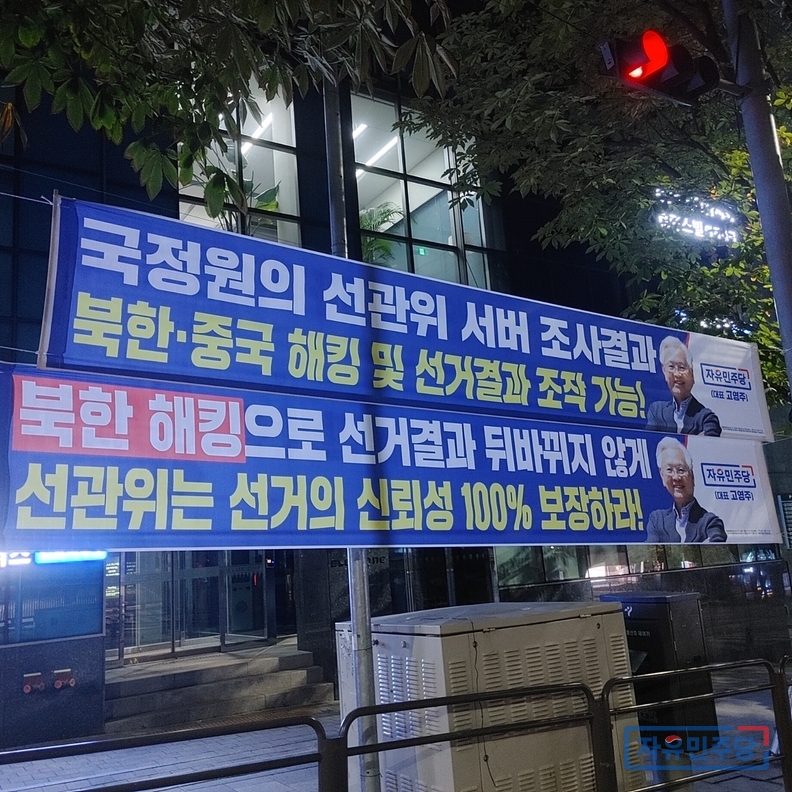 국정원의 선관위 서버 조사결과
북한·중국 해킹 및 선거결과 조작 가능!
자유민주당
(대표 고영주)
북한 해킹으로 선거결과 뒤바뀌지 않게
선관위는 선거의 신뢰성 100% 보장하라!
자유민주당
(대표 고영주)
자유민주당